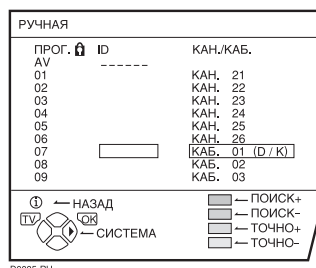 РУЧНАЯ
ПРОГ. ID КАН./КАБ.
AV ------
01 КАН. 21
02 КАН. 22
03 КАН. 23
04 КАН. 24
05 КАН. 25
06 КАН. 26
07 КАБ. 01 (D / K)
08 КАБ. 02
09 КАБ. 03
i НАЗАД
TV OK
СИСТЕМА
ПОИСК+
ПОИСК–
ТОЧНО+
ТОЧНО–